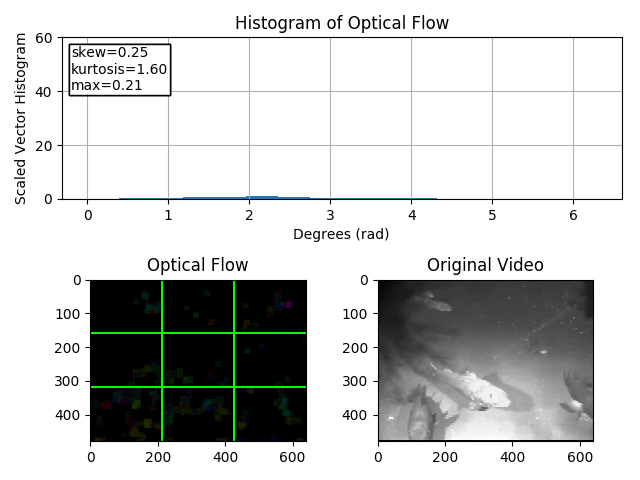 Histogram of Optical Flow
Scaled Vector Histogram
60
40
20
0
skew=0.25
kurtosis=1.60
max=0.21
0 1 2 3 4 5 6
Degrees (rad)
Optical Flow
0
100
200
300
400
0 200 400 600
Original Video
0
100
200
300
400
0 200 400 600